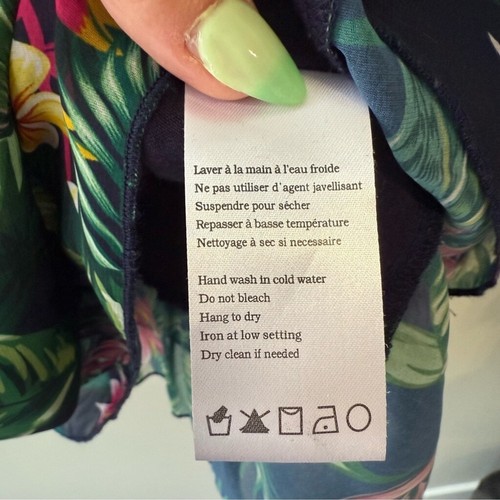 Laver à la main à l'eau froide
Ne pas utiliser d'agent javellisant
Suspendre pour sécher
Repasser à basse température
Nettoyage à sec si necessaire
Hand wash in cold water
Do not bleach
Hang to dry
Iron at low setting
Dry clean if needed